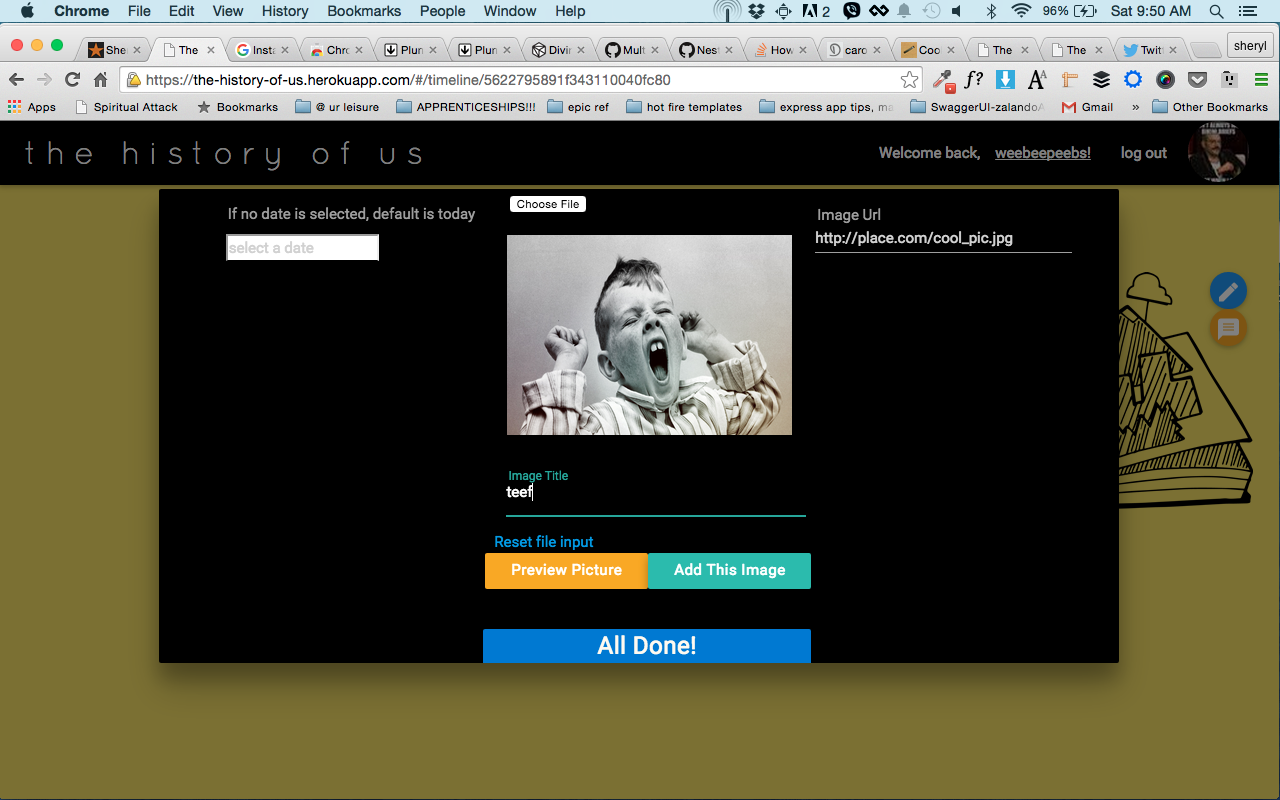 Chrome File Edit View History Bookmarks People Window Help 2 96% Sat 9:50 AM
She The Insta Chro Plun Plun Divin Mult Nest How caro Coo The The Twitt sheryl
https://the-history-of-us.herokuapp.com/#/timeline/5622795891f343110040fc80
Apps Spiritual Attack Bookmarks @ ur leisure APPRENTICESHIPS!!! epic ref hot fire templates express app tips, ma SwaggerUI-zalandoA Gmail » Other Bookmarks
the history of us
Welcome back, weebeepeebs! log out
If no date is selected, default is today
select a date
Choose File
Image Url
http://place.com/cool_pic.jpg
Image Title
teef
Reset file input
Preview Picture Add This Image
All Done!